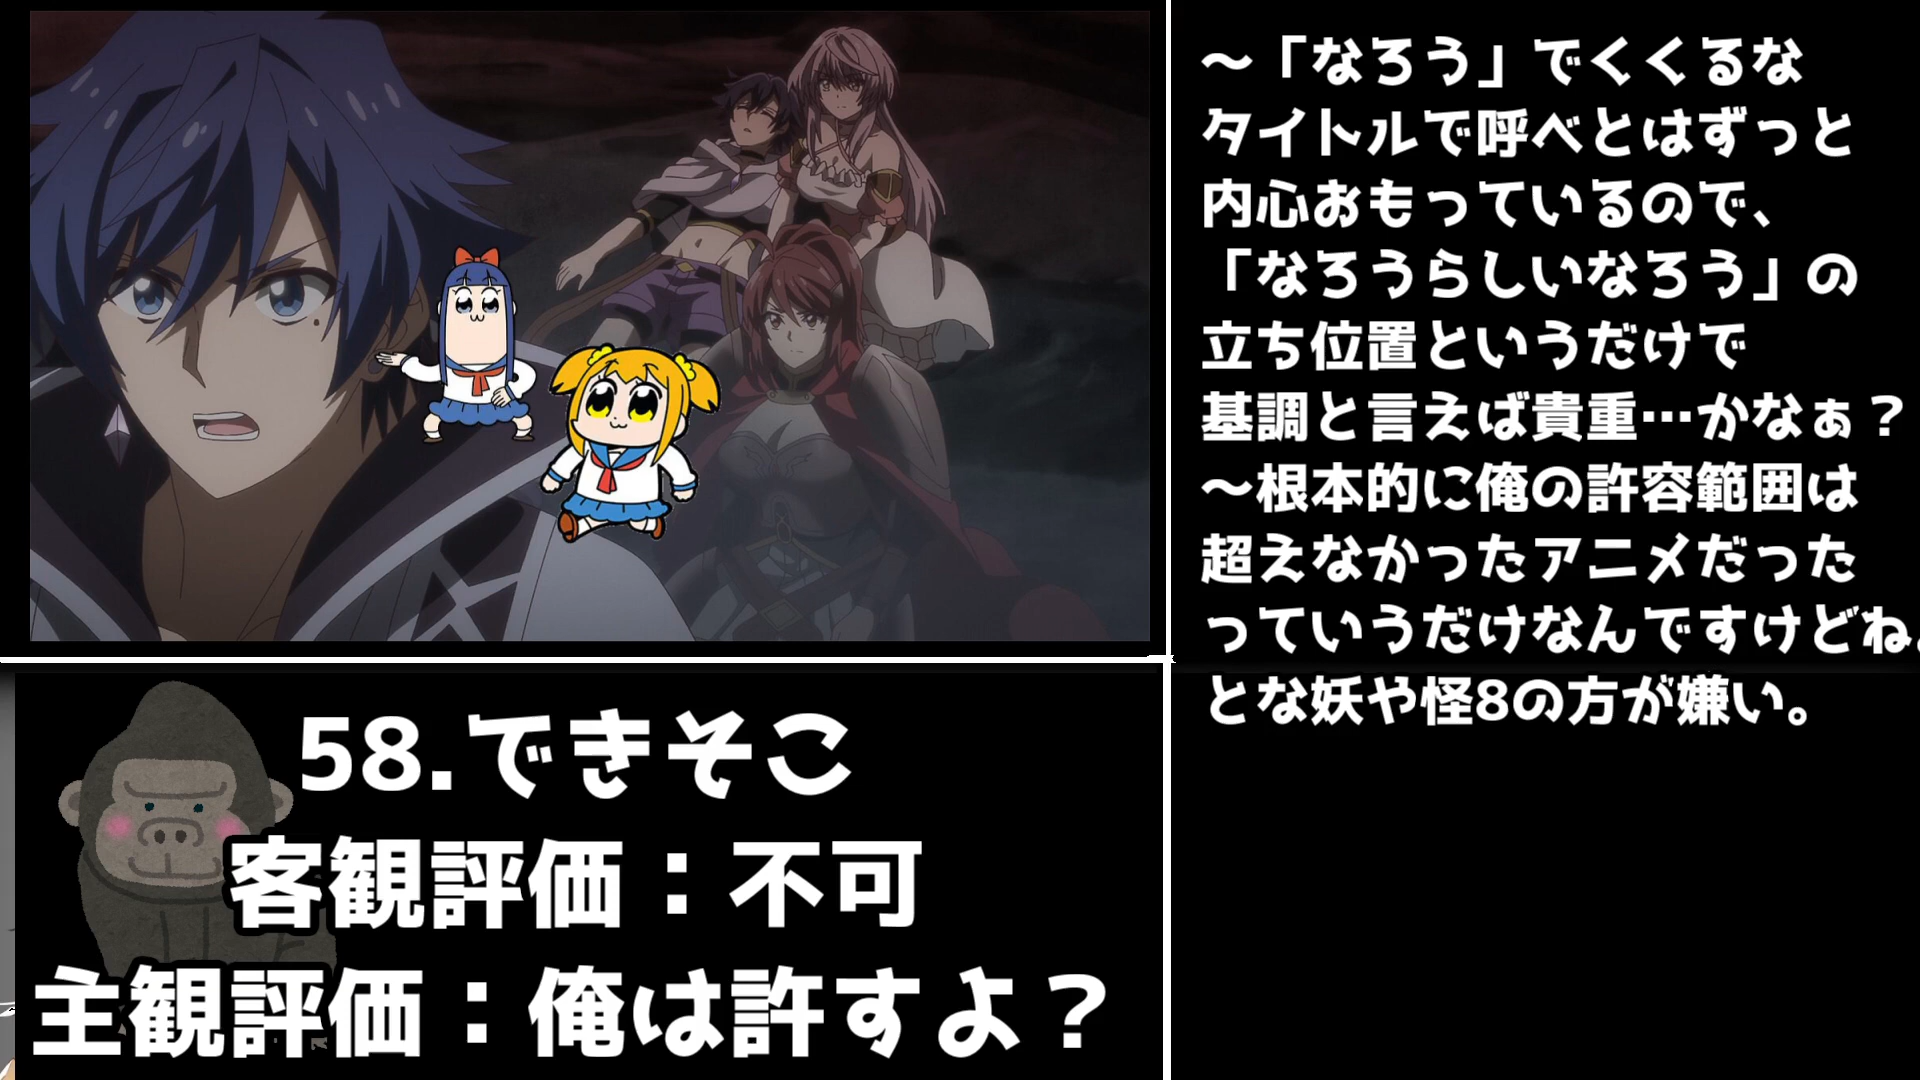 ～「なろう」でくくるな
タイトルで呼べとはずっと
内心おもっているので、
「なろうらしいなろう」の
立ち位置というだけで
基調と言えば貴重…かなぁ？
～根本的に俺の許容範囲は
超えなかったアニメだった
っていうだけなんですけどね。
とな妖や怪8の方が嫌い。
58.できそこ
客観評価：不可
主観評価：俺は許すよ？